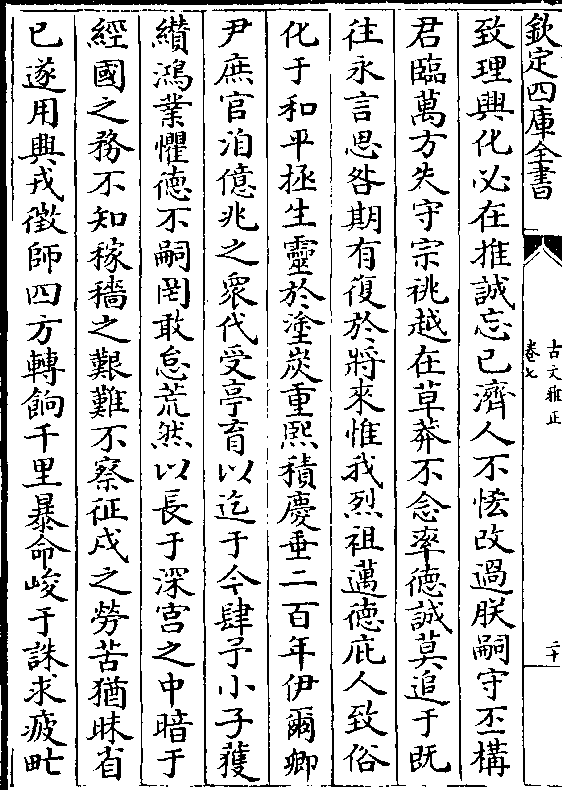 欽定四庫全書
古文雅正
卷七
二十
致理興化必在推誠忘已濟人不恡改過朕嗣守丕構
君臨萬方失守宗祧越在草莽不念率德誠莫追于既
往永言思咎期有復於將來惟我烈祖邁德庇人致俗
化于和平拯生靈於塗炭重熙積慶垂二百年伊爾卿
尹庶官洎億兆之衆代受亭育以迄于今肆予小子獲
纉鴻業懼德不嗣罔敢怠荒然以長于深宫之中暗于
經國之務不知稼穡之艱難不察征戍之勞苦猶昧省
已遂用興戎徵師四方轉餉千里暴命峻于誅求疲甿